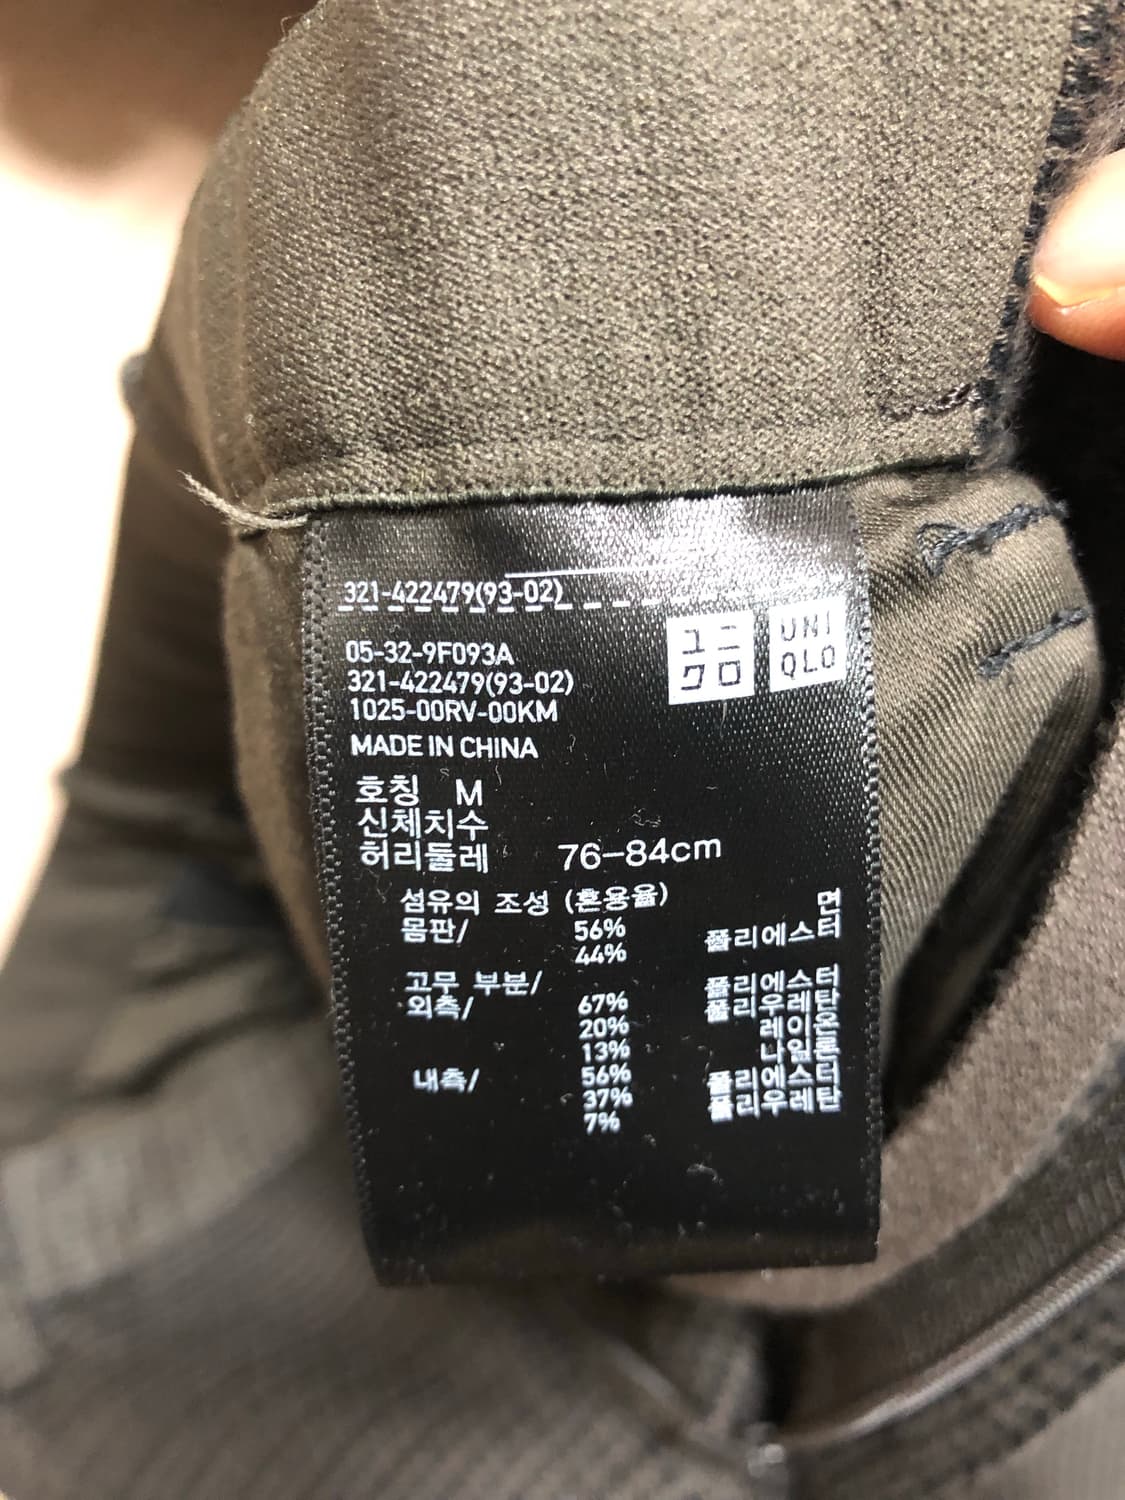 321-422479(93-02)
05-32-9F093A
321-422479(93-02)
1025-00RV-00KM
MADE IN CHINA
ユニ
クロ
UNI
QLO
호칭 M
신체치수
허리둘레 76-84cm
섬유의 조성 (혼용율)
몸판/ 56% 면
44% 폴리에스터
고무 부분/
외측/ 67% 폴리에스터
20% 폴리우레탄
13% 레이온
내측/ 56% 나일론
37% 폴리에스터
7% 폴리우레탄